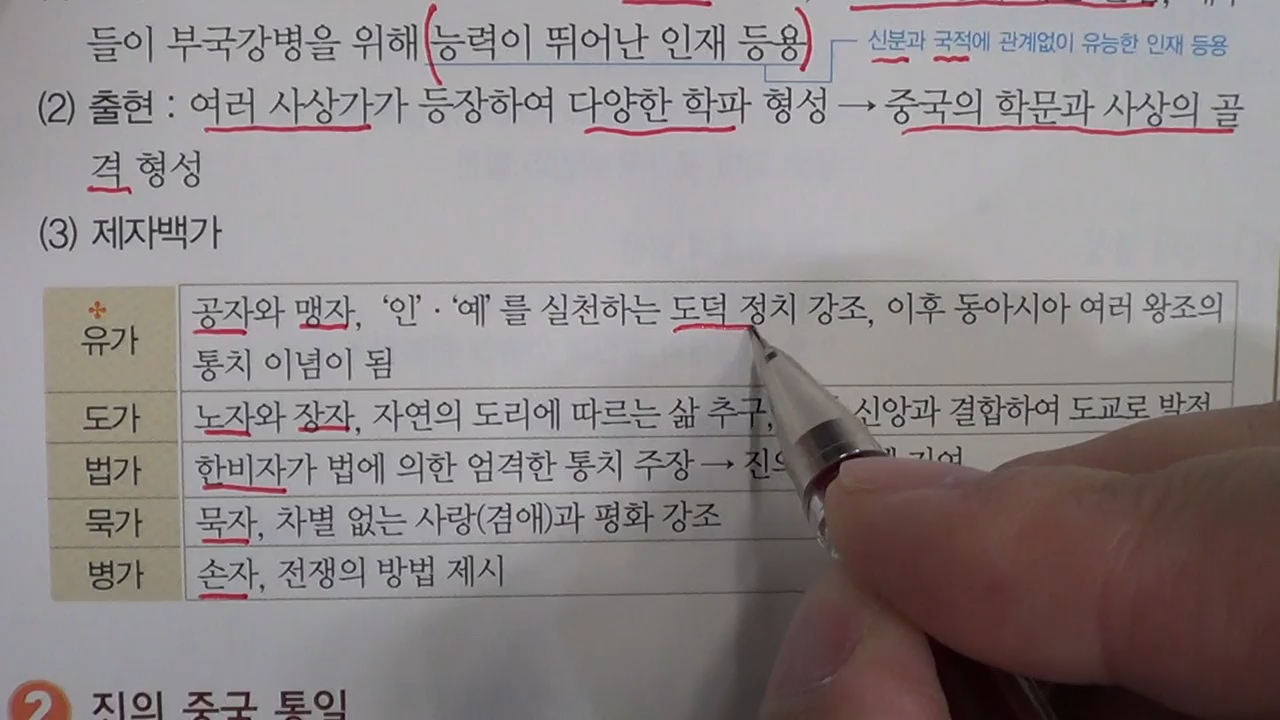 들이 부국강병을 위해 능력이 뛰어난 인재 등용
신분과 국적에 관계없이 유능한 인재 등용
(2) 출현 : 여러 사상가가 등장하여 다양한 학파 형성 → 중국의 학문과 사상의 골
격 형성
(3) 제자백가
유가
공자와 맹자, ‘인’·‘예’를 실천하는 도덕 정치 강조, 이후 동아시아 여러 왕조의
통치 이념이 됨
도가
노자와 장자, 자연의 도리에 따르는 삶 추구, 신앙과 결합하여 도교로 발전
법가
한비자가 법에 의한 엄격한 통치 주장 → 진의
묵가
묵자, 차별 없는 사랑(겸애)과 평화 강조
병가
손자, 전쟁의 방법 제시
2 진의 중국 통일